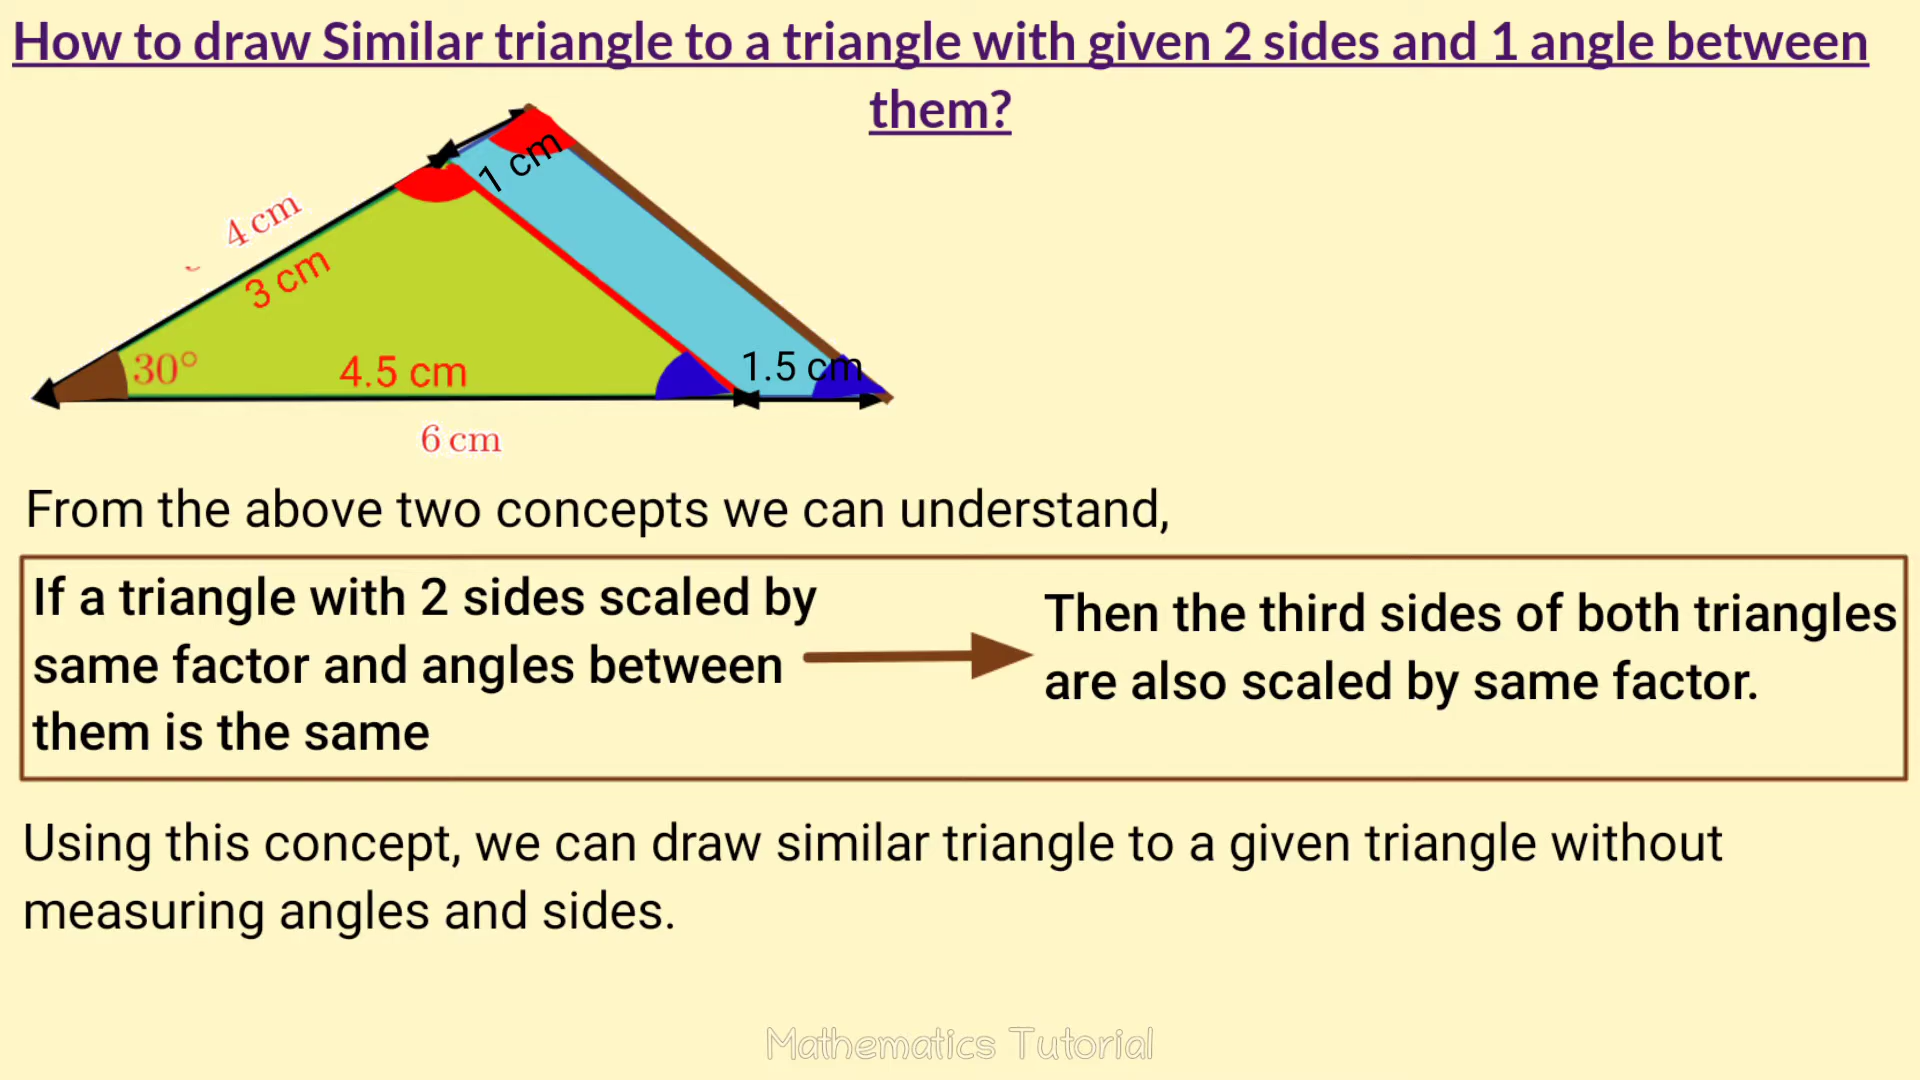 How to draw Similar triangle to a triangle with given 2 sides and 1 angle between
them?
1 cm
4 cm
3 cm
30°
4.5 cm
1.5 cm
6 cm
From the above two concepts we can understand,
If a triangle with 2 sides scaled by
same factor and angles between
them is the same
Then the third sides of both triangles
are also scaled by same factor.
Using this concept, we can draw similar triangle to a given triangle without
measuring angles and sides.
Mathematics Tutorial